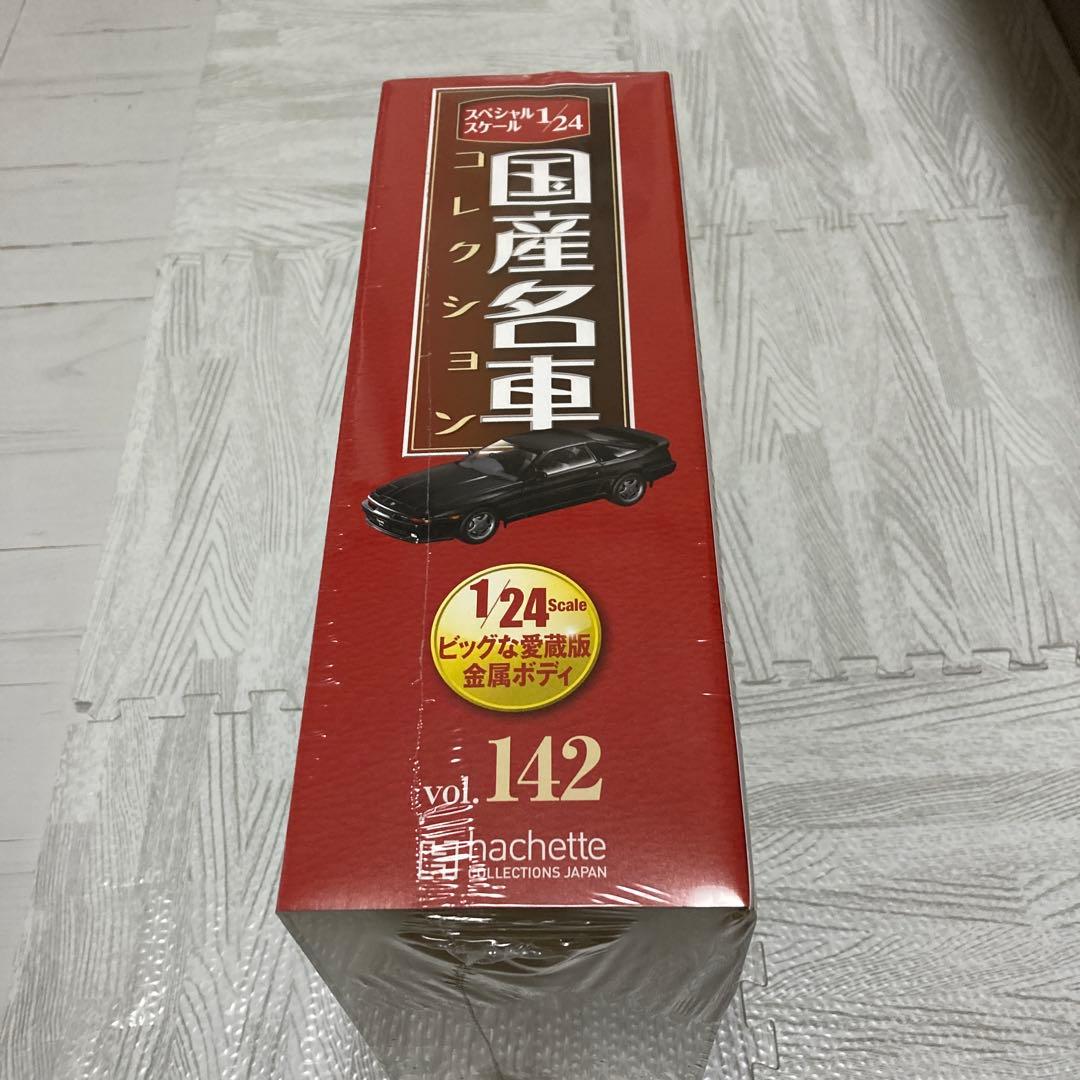 スペシャル
スケール 1/24
国産名車
コレクション
1/24 Scale
ビッグな愛蔵版
金属ボディ
vol. 142
hachette
COLLECTIONS JAPAN